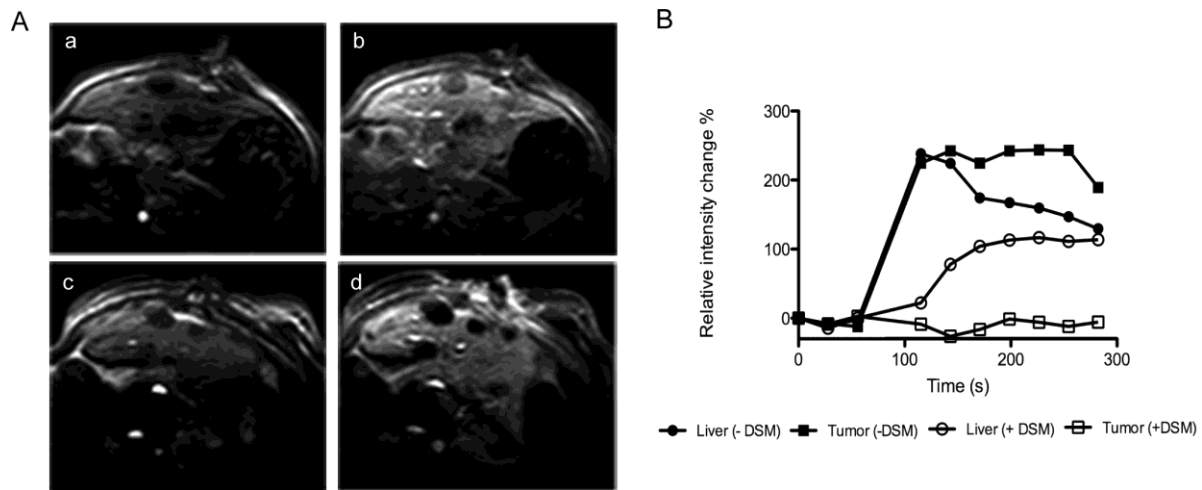 A
a
b
c
d
B
Relative intensity change %
300
200
100
0
0
100
200
300
Time (s)
Liver (- DSM)
Tumor (-DSM)
Liver (+ DSM)
Tumor (+DSM)